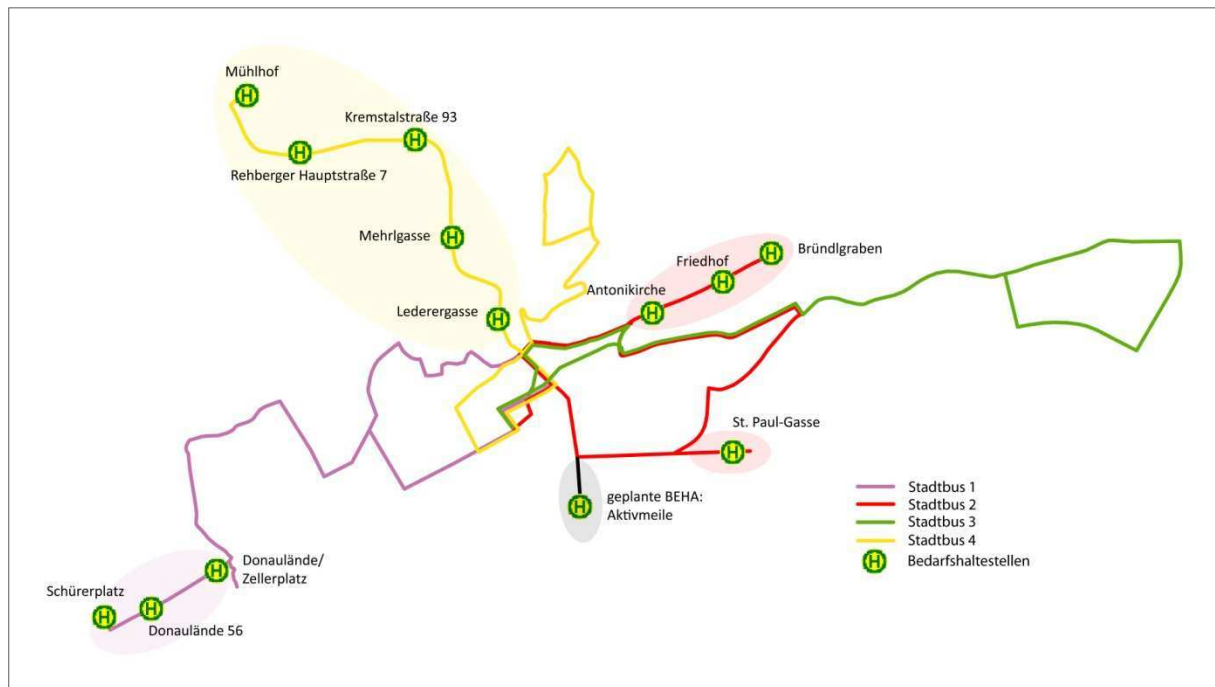 Mühlhof
H
Kremstalstraße 93
H
H
Rehberger Hauptstraße 7
Mehrlgasse
H
Friedhof
Bründlgraben
H
H
Antonikirche
H
Lederergasse
H
St. Paul-Gasse
H
geplante BEHA:
Aktivmeile
H
Stadtbus 1
Stadtbus 2
Stadtbus 3
Stadtbus 4
H
Bedarfshaltestellen
Donaulände/
Zellerplatz
H
Schürerplatz
H
H
Donaulände 56